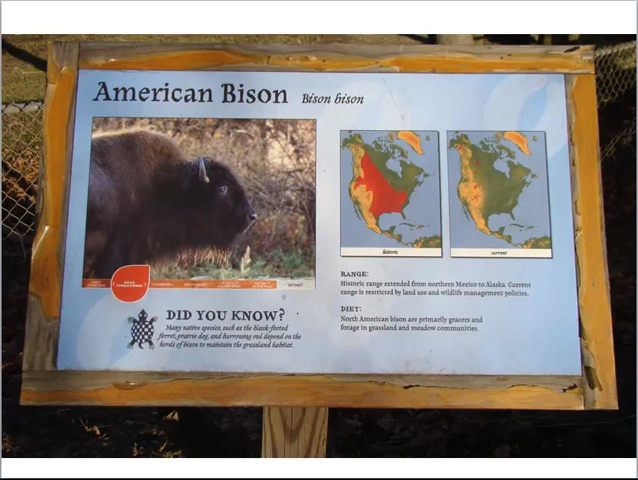 American Bison Bison bison
historic
current
NEAR
THREATENED
VULNERABLE
EXTINCT
RANGE:
Historic range extended from northern Mexico to Alaska. Current
range is restricted by land use and wildlife management policies.
DIET:
North American bison are primarily grazers and
forage in grassland and meadow communities.
DID YOU KNOW?
Many native species, such as the black-footed
ferret, prairie dog, and burrowing owl depend on the
herds of bison to maintain the grassland habitat.